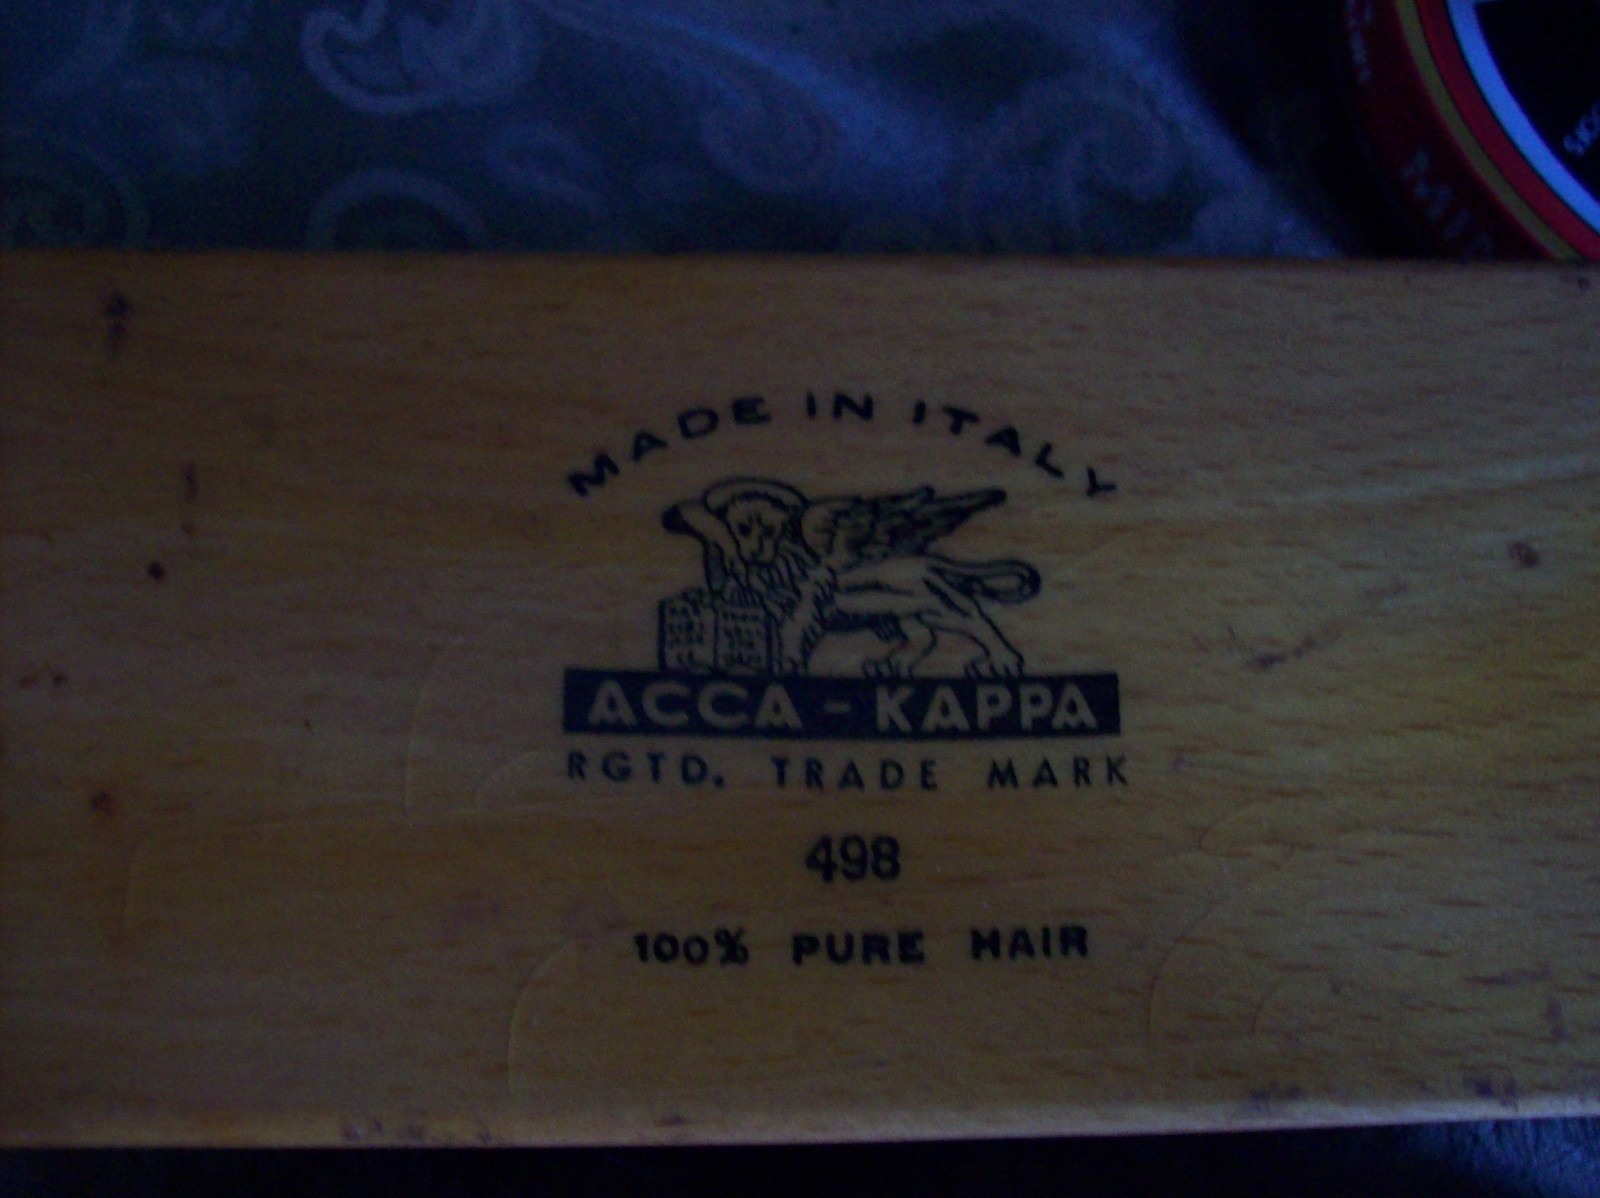 MADE IN ITALY
ACCA-KAPPA
RGTD. TRADE MARK
498
100% PURE HAIR